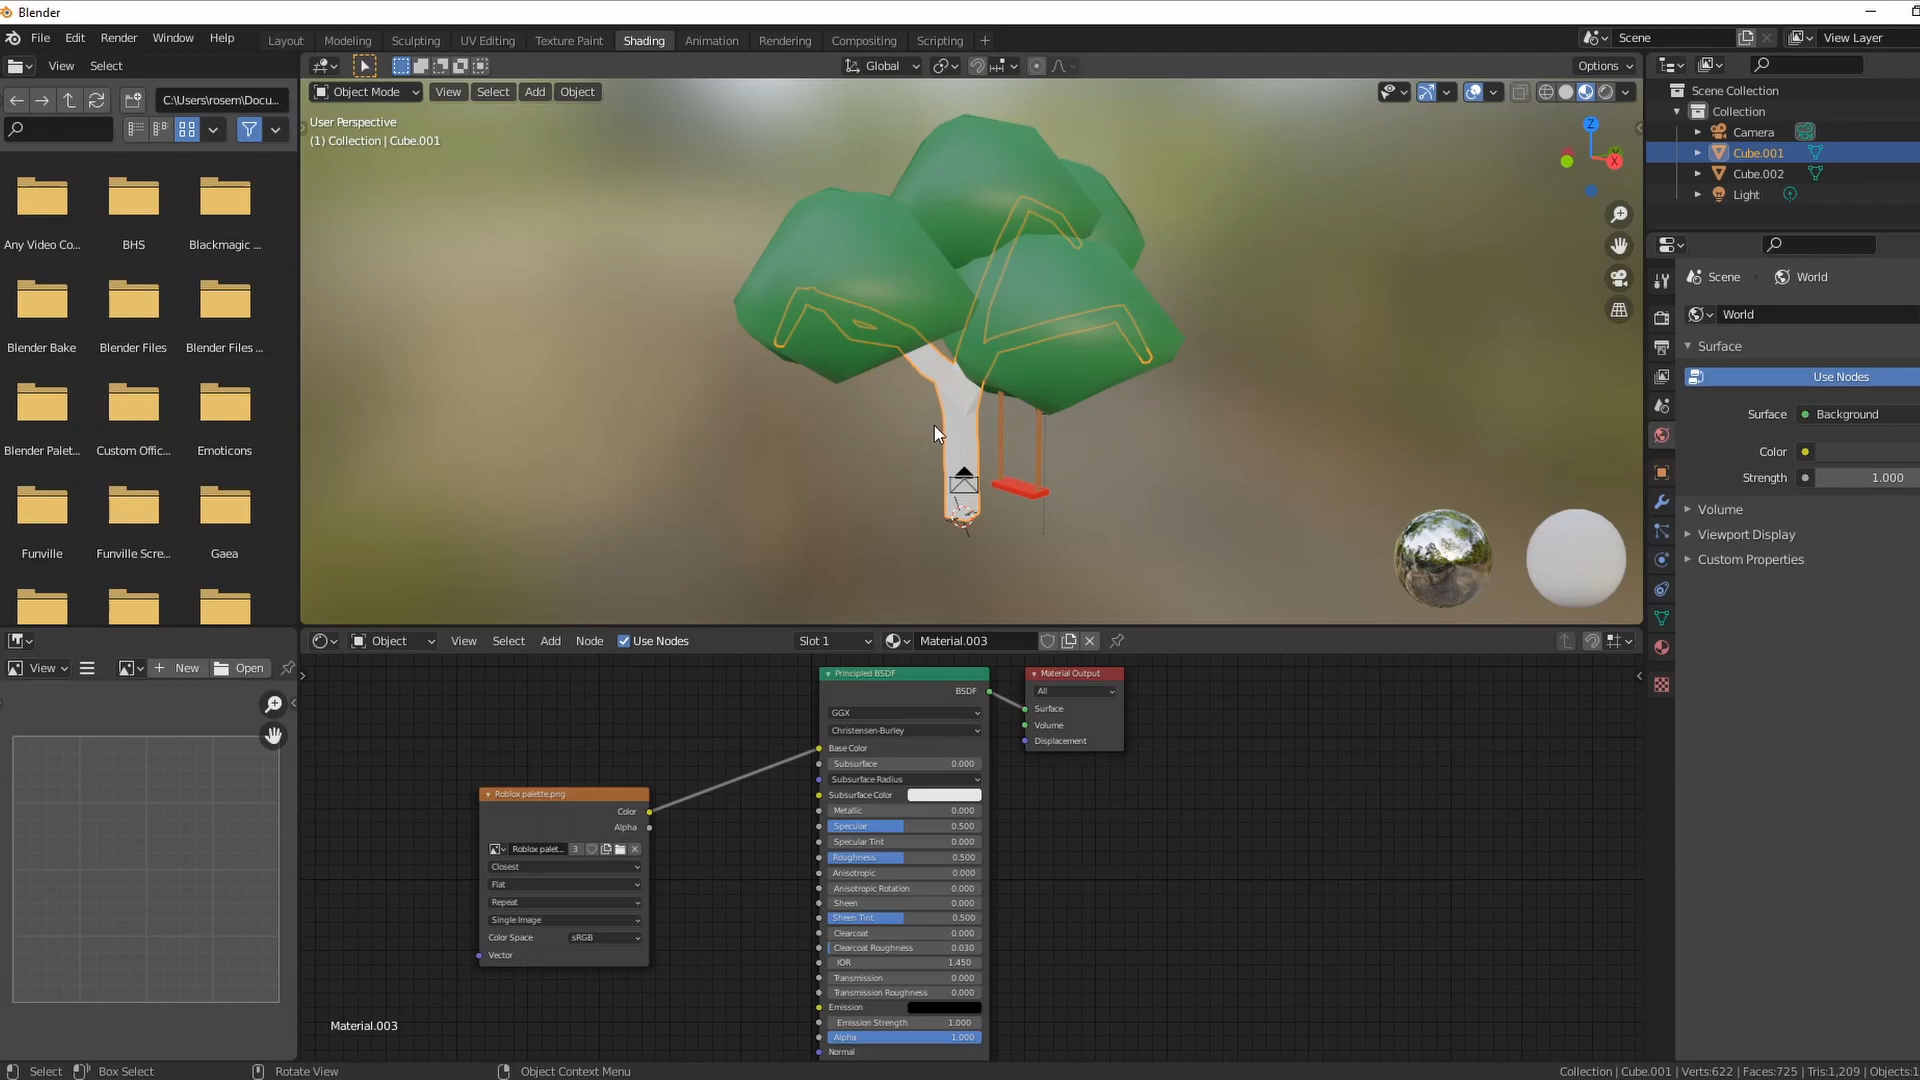 Blender
File Edit Render Window Help
Layout Modeling Sculpting UV Editing Texture Paint Shading Animation Rendering Compositing Scripting +
Scene
View Layer
View Select
Global
Options
C:\Users\rosem\Docu...
Object Mode View Select Add Object
User Perspective
(1) Collection | Cube.001
Z
Y
X
Scene Collection
Collection
Camera
Cube.001
Cube.002
Light
Any Video Co... BHS Blackmagic ...
Blender Bake Blender Files Blender Files ...
Blender Palet... Custom Offic... Emoticons
Funville Funville Scre... Gaea
Scene World
World
Surface
Use Nodes
Surface Background
Color
Strength 1.000
Volume
Viewport Display
Custom Properties
Object View Select Add Node Use Nodes Slot 1 Material.003
View + New Open
Principled BSDF
BSDF
GGX
Christensen-Burley
Base Color
Subsurface 0.000
Subsurface Radius
Subsurface Color
Metallic 0.000
Specular 0.500
Specular Tint 0.000
Roughness 0.500
Anisotropic 0.000
Anisotropic Rotation 0.000
Sheen 0.000
Sheen Tint 0.500
Clearcoat 0.000
Clearcoat Roughness 0.030
IOR 1.450
Transmission 0.000
Transmission Roughness 0.000
Emission
Emission Strength 1.000
Alpha 1.000
Normal
Material Output
All
Surface
Volume
Displacement
Roblox palette.png
Color
Alpha
Roblox palet... 3
Closest
Flat
Repeat
Single Image
Color Space sRGB
Vector
Material.003
Select Box Select Rotate View Object Context Menu
Collection | Cube.001 | Verts:622 | Faces:725 | Tris:1,209 | Objects:1